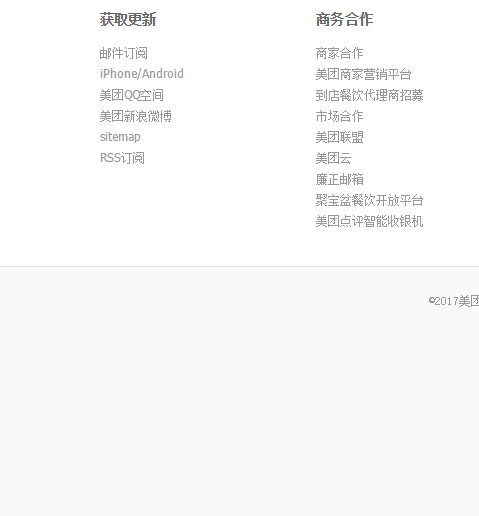 获取更新
邮件订阅
iPhone/Android
美团QQ空间
美团新浪微博
sitemap
RSS订阅
商务合作
商家合作
美团商家营销平台
到店餐饮代理商招募
市场合作
美团联盟
美团云
廉正邮箱
聚宝盆餐饮开放平台
美团点评智能收银机
©2017美团